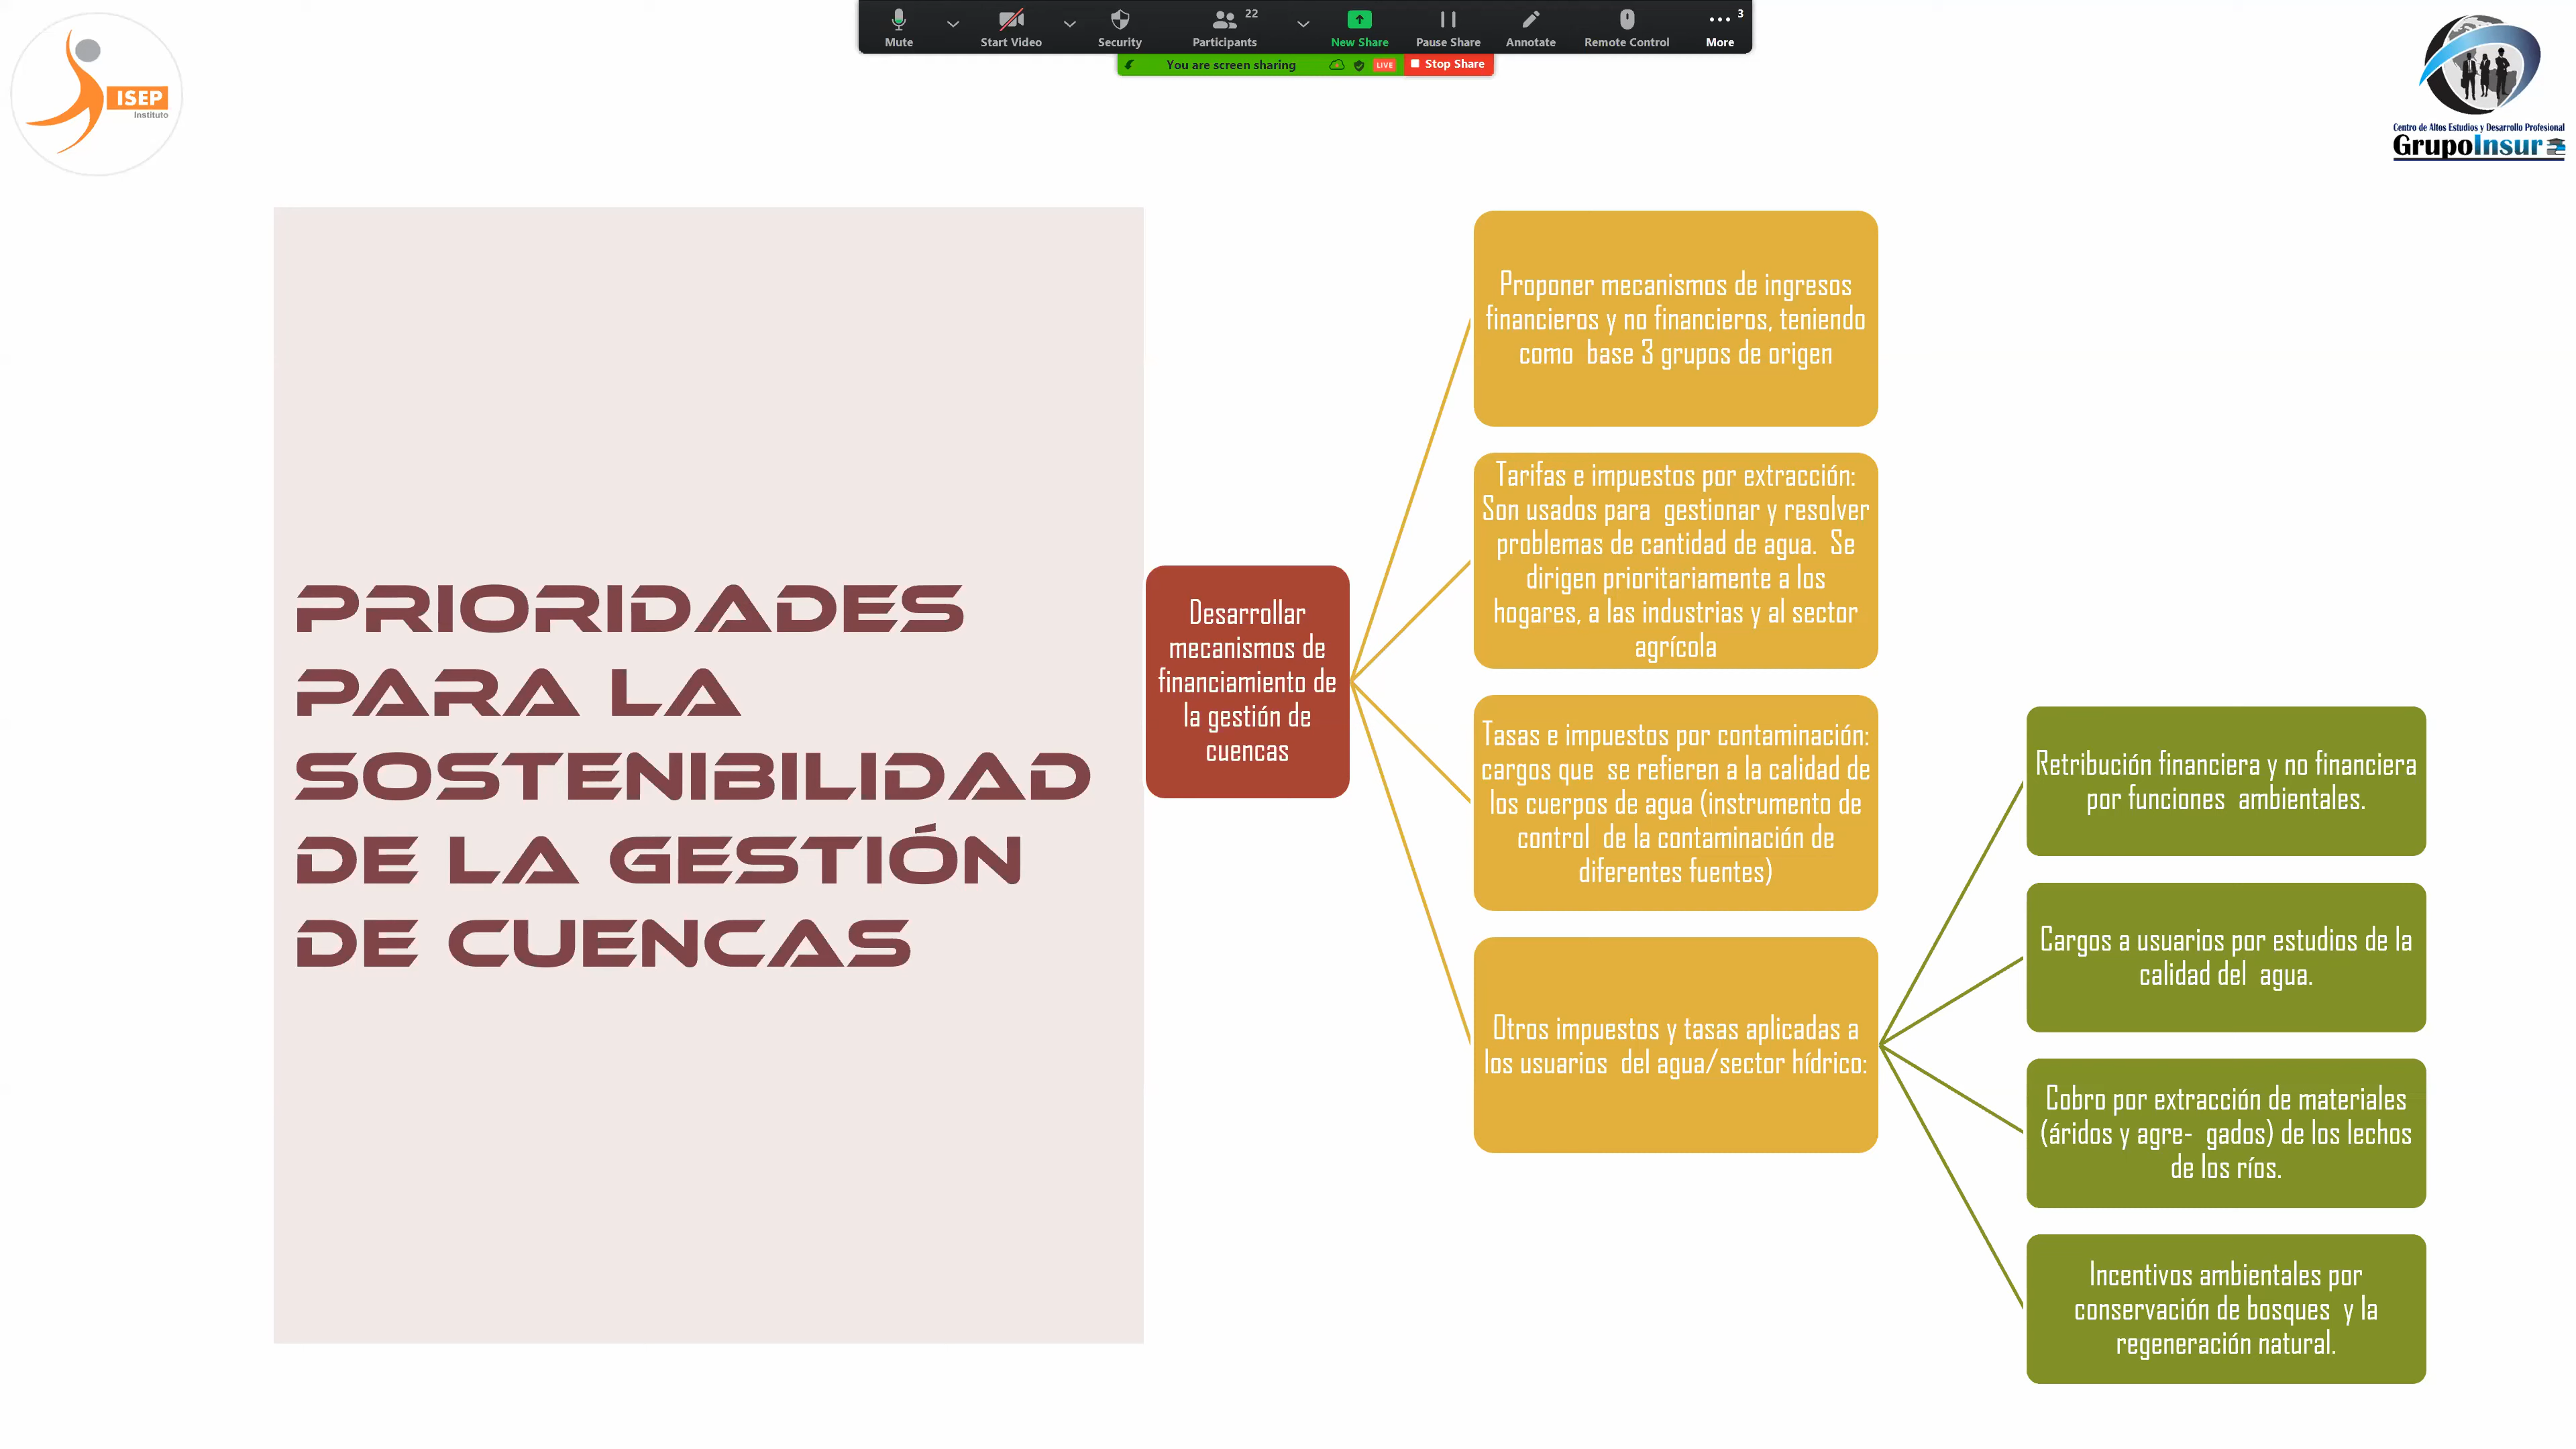 Mute
Start Video
Security
Participants
22
New Share
Pause Share
Annotate
Remote Control
More
3
You are screen sharing
LIVE
Stop Share
ISEP
Instituto
Centro de Altos Estudios y Desarrollo Profesional
GrupoInsur
PRIORIDADES
PARA LA
SOSTENIBILIDAD
DE LA GESTIÓN
DE CUENCAS
Desarrollar
mecanismos de
financiamiento de
la gestión de
cuencas
Proponer mecanismos de ingresos
financieros y no financieros, teniendo
como base 3 grupos de origen
Tarifas e impuestos por extracción:
Son usados para gestionar y resolver
problemas de cantidad de agua. Se
dirigen prioritariamente a los
hogares, a las industrias y al sector
agrícola
Tasas e impuestos por contaminación:
cargos que se refieren a la calidad de
los cuerpos de agua (instrumento de
control de la contaminación de
diferentes fuentes)
Otros impuestos y tasas aplicadas a
los usuarios del agua/sector hídrico:
Retribución financiera y no financiera
por funciones ambientales.
Cargos a usuarios por estudios de la
calidad del agua.
Cobro por extracción de materiales
(áridos y agre- gados) de los lechos
de los ríos.
Incentivos ambientales por
conservación de bosques y la
regeneración natural.